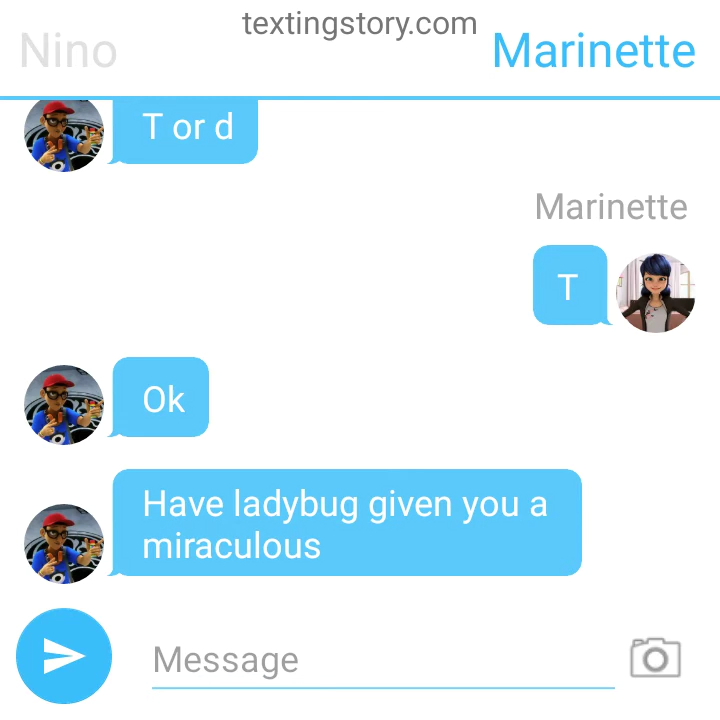 textingstory.com
Nino
Marinette
T or d
Marinette
T
Ok
Have ladybug given you a
miraculous
Message